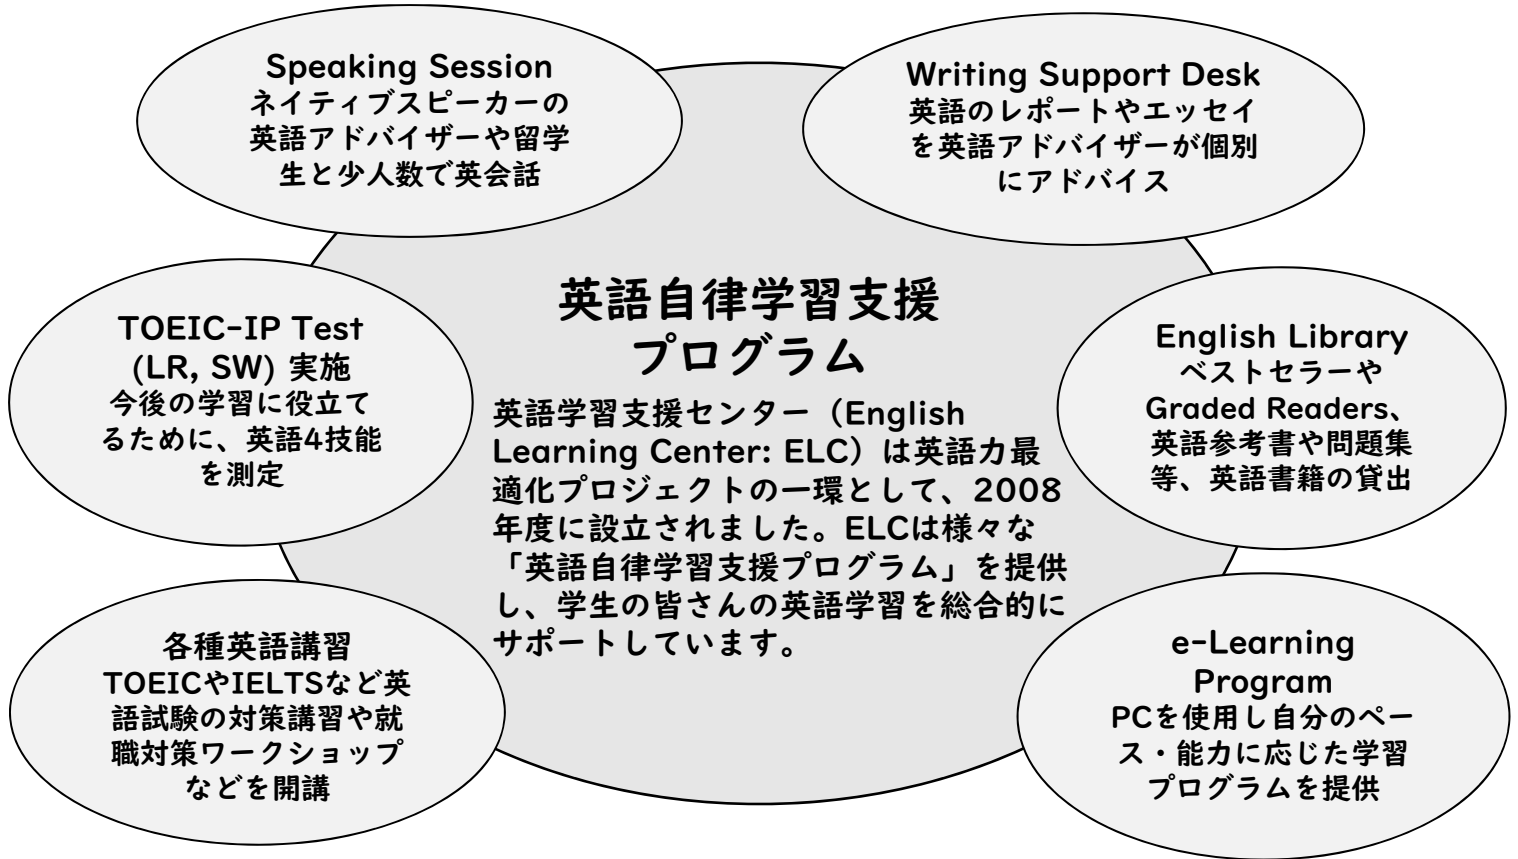 Speaking Session
ネイティブスピーカーの
英語アドバイザーや留学
生と少人数で英会話
Writing Support Desk
英語のレポートやエッセイ
を英語アドバイザーが個別
にアドバイス
英語自律学習支援
プログラム
英語学習支援センター（English
Learning Center: ELC）は英語力最
適化プロジェクトの一環として、2008
年度に設立されました。ELCは様々な
「英語自律学習支援プログラム」を提供
し、学生の皆さんの英語学習を総合的に
サポートしています。
TOEIC-IP Test
(LR, SW) 実施
今後の学習に役立て
るために、英語4技能
を測定
English Library
ベストセラーや
Graded Readers、
英語参考書や問題集
等、英語書籍の貸出
各種英語講習
TOEICやIELTSなど英
語試験の対策講習や就
職対策ワークショップ
などを開講
e-Learning
Program
PCを使用し自分のペー
ス・能力に応じた学習
プログラムを提供